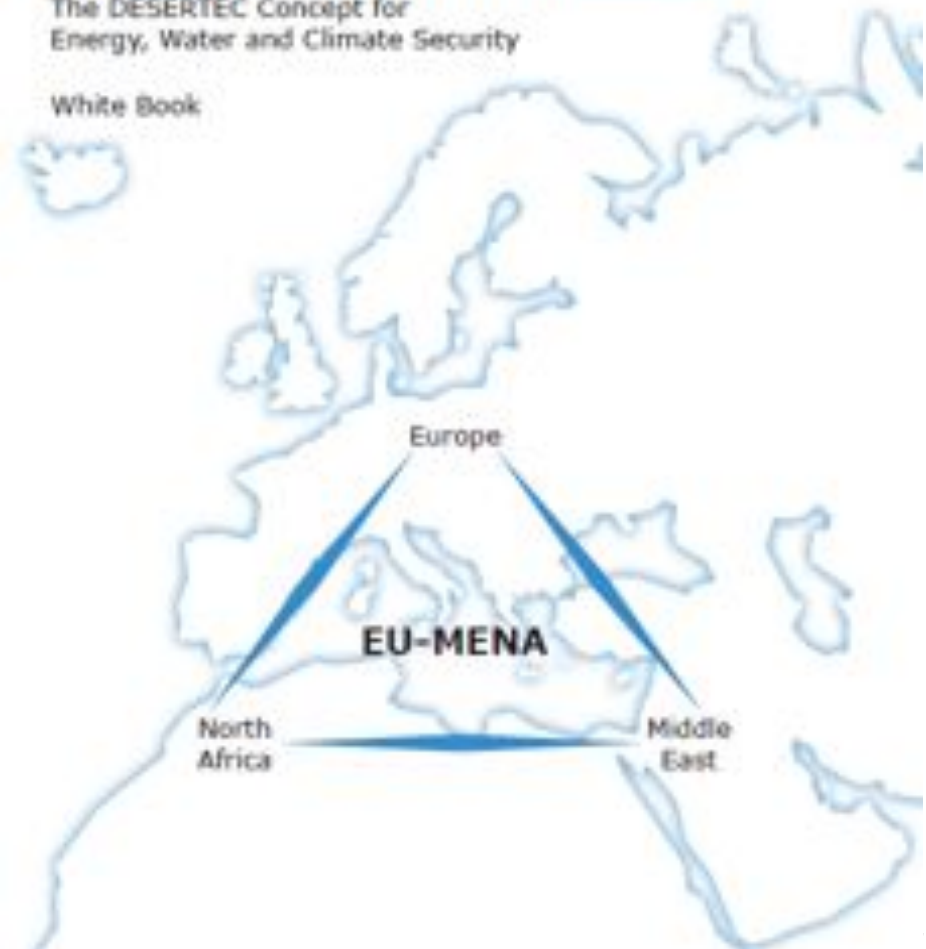 The DESERTEC Concept for
Energy, Water and Climate Security
White Book
Europe
EU-MENA
North
Africa
Middle
East